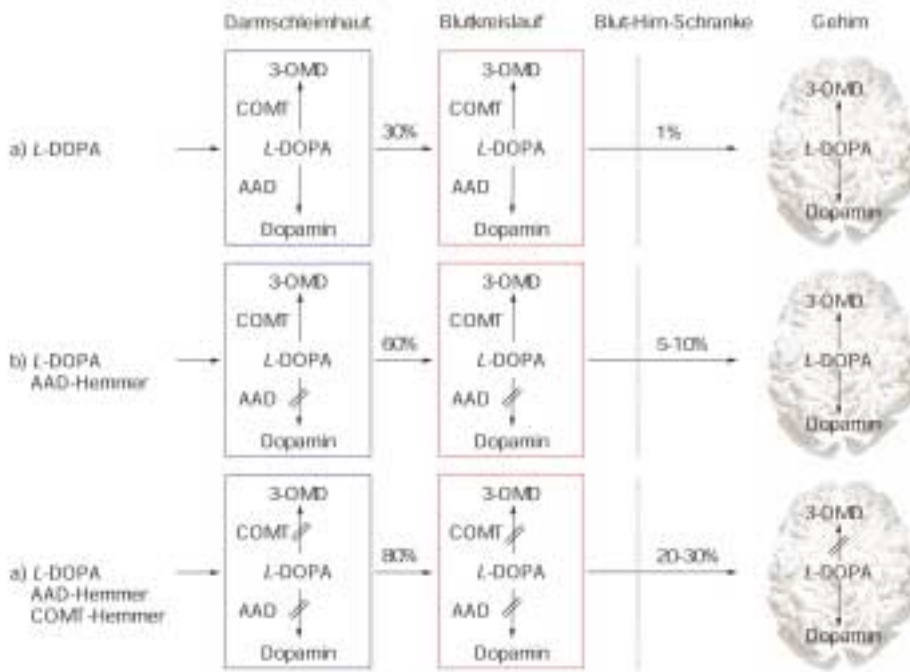 Darmschleimhaut Blutkreislauf Blut-Hirn-Schranke Gehirn
3-OMD 3-OMD 3-OMD
COMT COMT
a) L-DOPA L-DOPA 30% L-DOPA 1% L-DOPA
AAD AAD
Dopamin Dopamin Dopamin
3-OMD 3-OMD 3-OMD
COMT COMT
b) L-DOPA L-DOPA 60% L-DOPA 5-10% L-DOPA
AAD-Hemmer AAD AAD
Dopamin Dopamin Dopamin
3-OMD 3-OMD 3-OMD
COMT COMT
a) L-DOPA L-DOPA 80% L-DOPA 20-30% L-DOPA
AAD-Hemmer AAD AAD
COMT-Hemmer
Dopamin Dopamin Dopamin